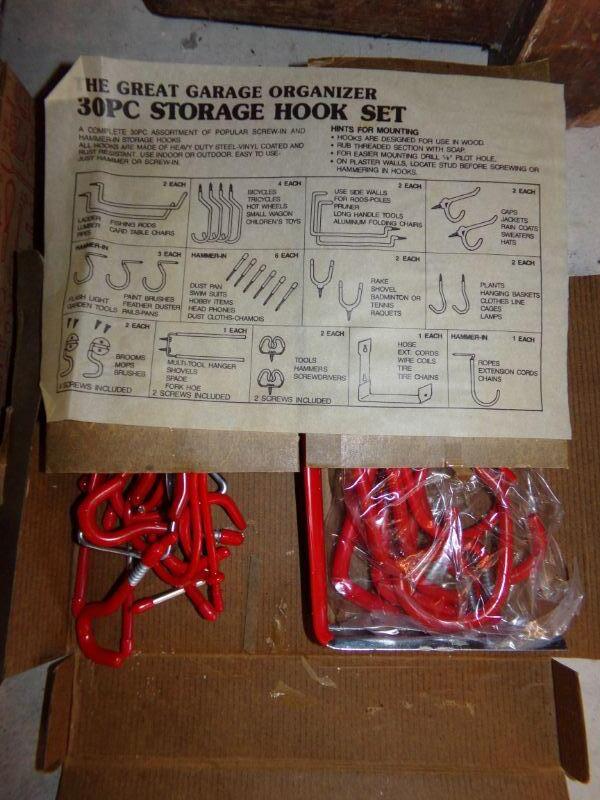 THE GREAT GARAGE ORGANIZER
30PC STORAGE HOOK SET
A COMPLETE 30PC ASSORTMENT OF POPULAR SCREW-IN AND
HAMMER-IN STORAGE HOOKS
ALL HOOKS ARE MADE OF HEAVY DUTY STEEL-VINYL COATED AND
RUST RESISTANT. USE INDOOR OR OUTDOOR. EASY TO USE-
JUST HAMMER OR SCREW-IN.
HINTS FOR MOUNTING
• HOOKS ARE DESIGNED FOR USE IN WOOD.
• RUB THREADED SECTION WITH SOAP.
• FOR EASIER MOUNTING DRILL ⅛" PILOT HOLE.
• ON PLASTER WALLS, LOCATE STUD BEFORE SCREWING OR
HAMMERING IN HOOKS.
2 EACH
LADDER
LUMBER
PIPES
FISHING RODS
CARD TABLE CHAIRS
4 EACH
BICYCLES
TRICYCLES
HOT WHEELS
SMALL WAGON
CHILDREN'S TOYS
2 EACH
USE SIDE WALLS
FOR RODS-POLES
PRUNER
LONG HANDLE TOOLS
ALUMINUM FOLDING CHAIRS
2 EACH
CAPS
JACKETS
RAIN COATS
SWEATERS
HATS
HAMMER-IN 3 EACH
FLASH LIGHT
GARDEN TOOLS
PAINT BRUSHES
FEATHER DUSTER
PAILS-PANS
HAMMER-IN 6 EACH
DUST PAN
SWIM SUITS
HOBBY ITEMS
HEAD PHONES
DUST CLOTHS-CHAMOIS
2 EACH
RAKE
SHOVEL
BADMINTON OR
TENNIS
RAQUETS
2 EACH
PLANTS
HANGING BASKETS
CLOTHES LINE
CAGES
LAMPS
2 EACH
BROOMS
MOPS
BRUSHES
SCREWS INCLUDED
1 EACH
MULTI-TOOL HANGER
SHOVELS
SPADE
FORK HOE
2 SCREWS INCLUDED
2 EACH
TOOLS
HAMMERS
SCREWDRIVERS
2 SCREWS INCLUDED
1 EACH
HOSE
EXT. CORDS
WIRE COILS
TIRE
TIRE CHAINS
HAMMER-IN 1 EACH
ROPES
EXTENSION CORDS
CHAINS